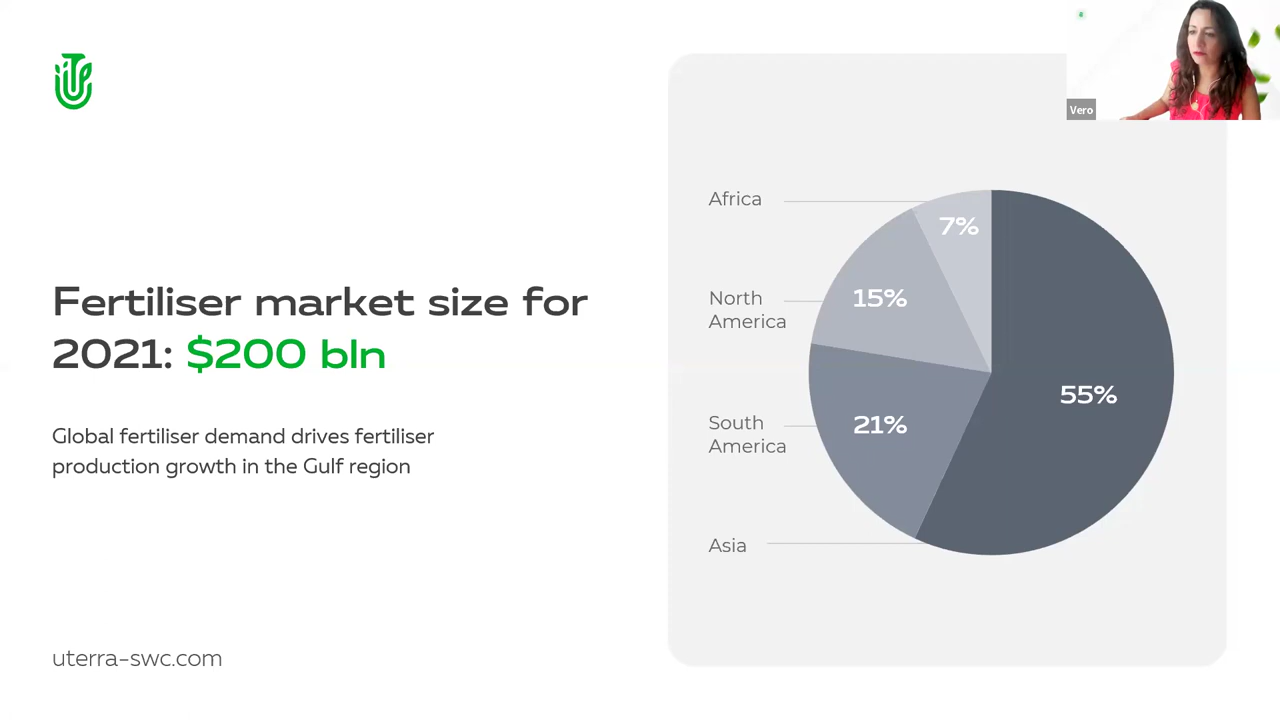 Fertiliser market size for
2021: $200 bln
Global fertiliser demand drives fertiliser
production growth in the Gulf region
uterra-swc.com
Africa
7%
North
America
15%
55%
South
America
21%
Asia
Vero